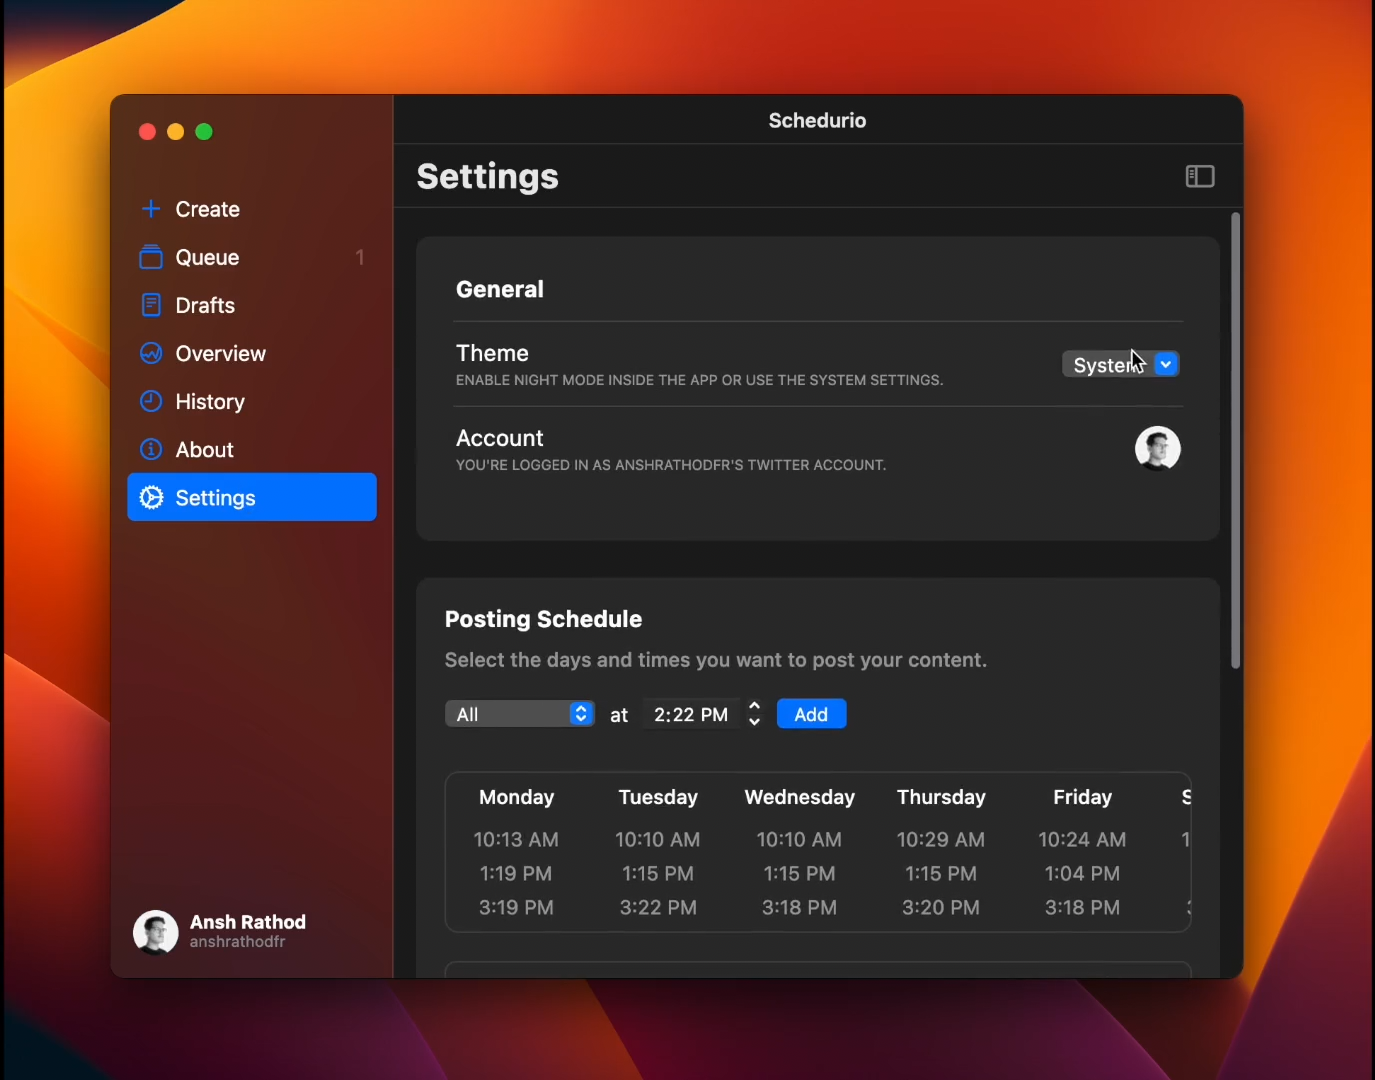 Schedurio
Settings
Create
Queue 1
Drafts
Overview
History
About
Settings
Ansh Rathod
anshrathodfr
General
Theme
ENABLE NIGHT MODE INSIDE THE APP OR USE THE SYSTEM SETTINGS.
System
Account
YOU'RE LOGGED IN AS ANSHRATHODFR'S TWITTER ACCOUNT.
Posting Schedule
Select the days and times you want to post your content.
All at 2:22 PM Add
Monday Tuesday Wednesday Thursday Friday
10:13 AM 10:10 AM 10:10 AM 10:29 AM 10:24 AM
1:19 PM 1:15 PM 1:15 PM 1:15 PM 1:04 PM
3:19 PM 3:22 PM 3:18 PM 3:20 PM 3:18 PM